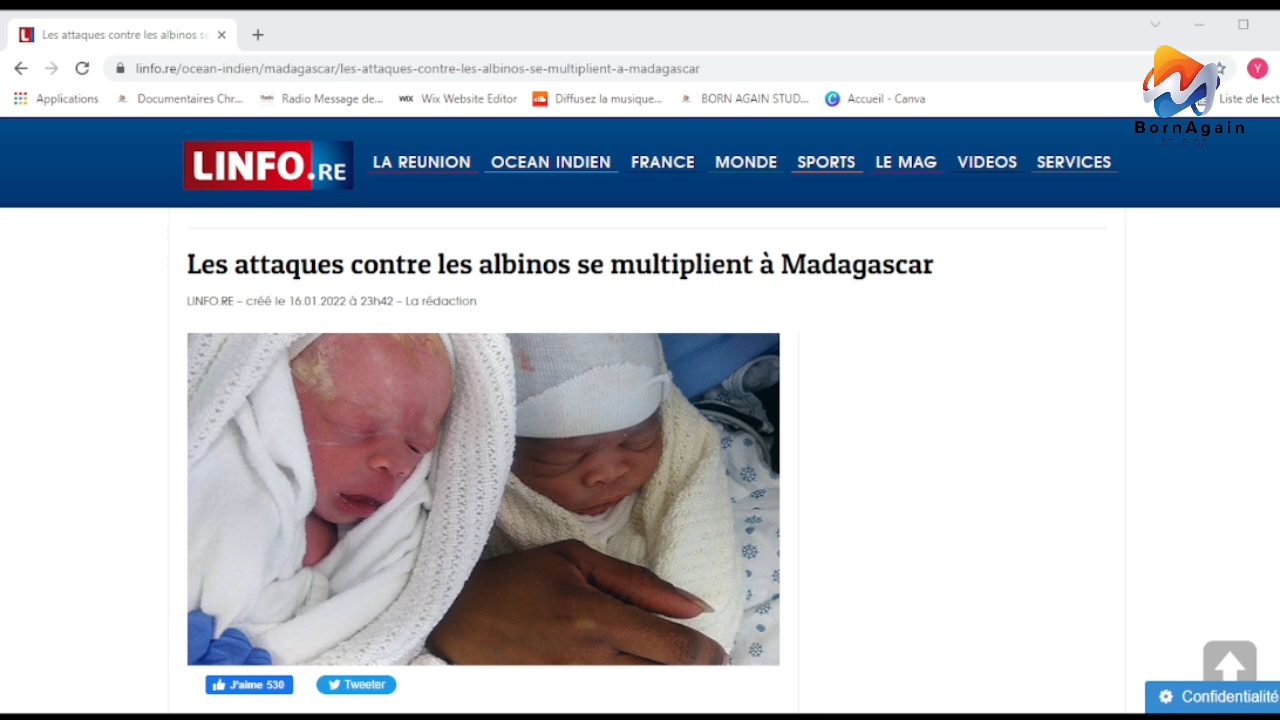 Les attaques contre les albinos se
linfo.re/ocean-indien/madagascar/les-attaques-contre-les-albinos-se-multiplient-a-madagascar
Y
Applications Documentaires Chr... Radio Message de... Wix Website Editor Diffusez la musique... BORN AGAIN STUD... Accueil - Canva Liste de lect
BornAgain
STUDIOS
LINFO.RE LA REUNION OCEAN INDIEN FRANCE MONDE SPORTS LE MAG VIDEOS SERVICES
Les attaques contre les albinos se multiplient à Madagascar
LINFO.RE – créé le 16.01.2022 à 23h42 – La rédaction
J'aime 530 Tweeter
Confidentialité